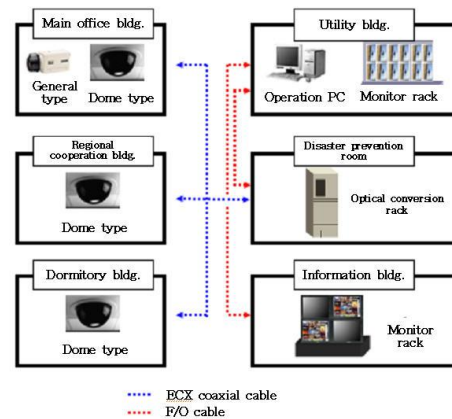 Main office bldg.
General type
Dome type
Regional cooperation bldg.
Dome type
Dormitory bldg.
Dome type
Utility bldg.
Operation PC
Monitor rack
Disaster prevention room
Optical conversion rack
Information bldg.
Monitor rack
ECX coaxial cable
F/O cable